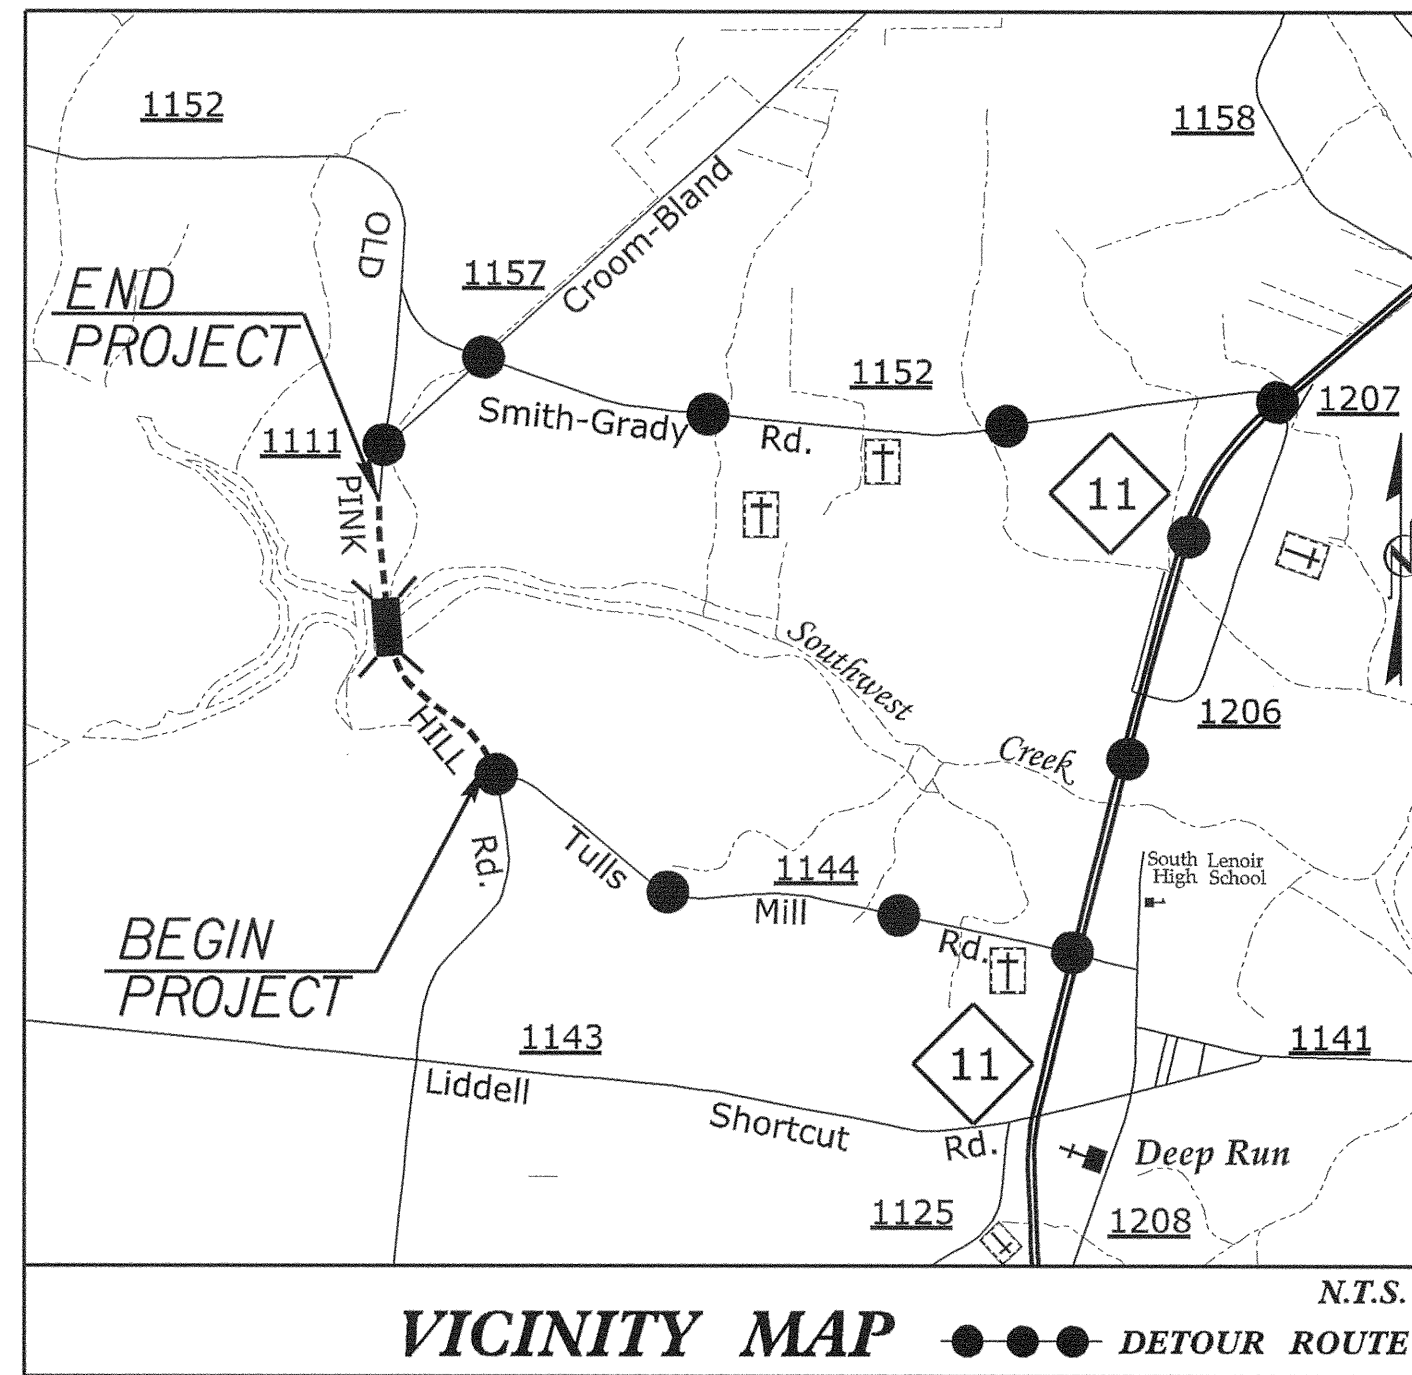 1152
1158
OLD
1157
Croom-Bland
END
PROJECT
1152
1207
Smith-Grady
Rd.
1111
11
PINK
Southwest
1206
Creek
HILL
Tulls
1144
Mill
Rd.
Rd.
South Lenoir
High School
BEGIN
PROJECT
1143
11
1141
Liddell
Shortcut
Rd.
Deep Run
1125
1208
N.T.S.
VICINITY MAP
DETOUR ROUTE